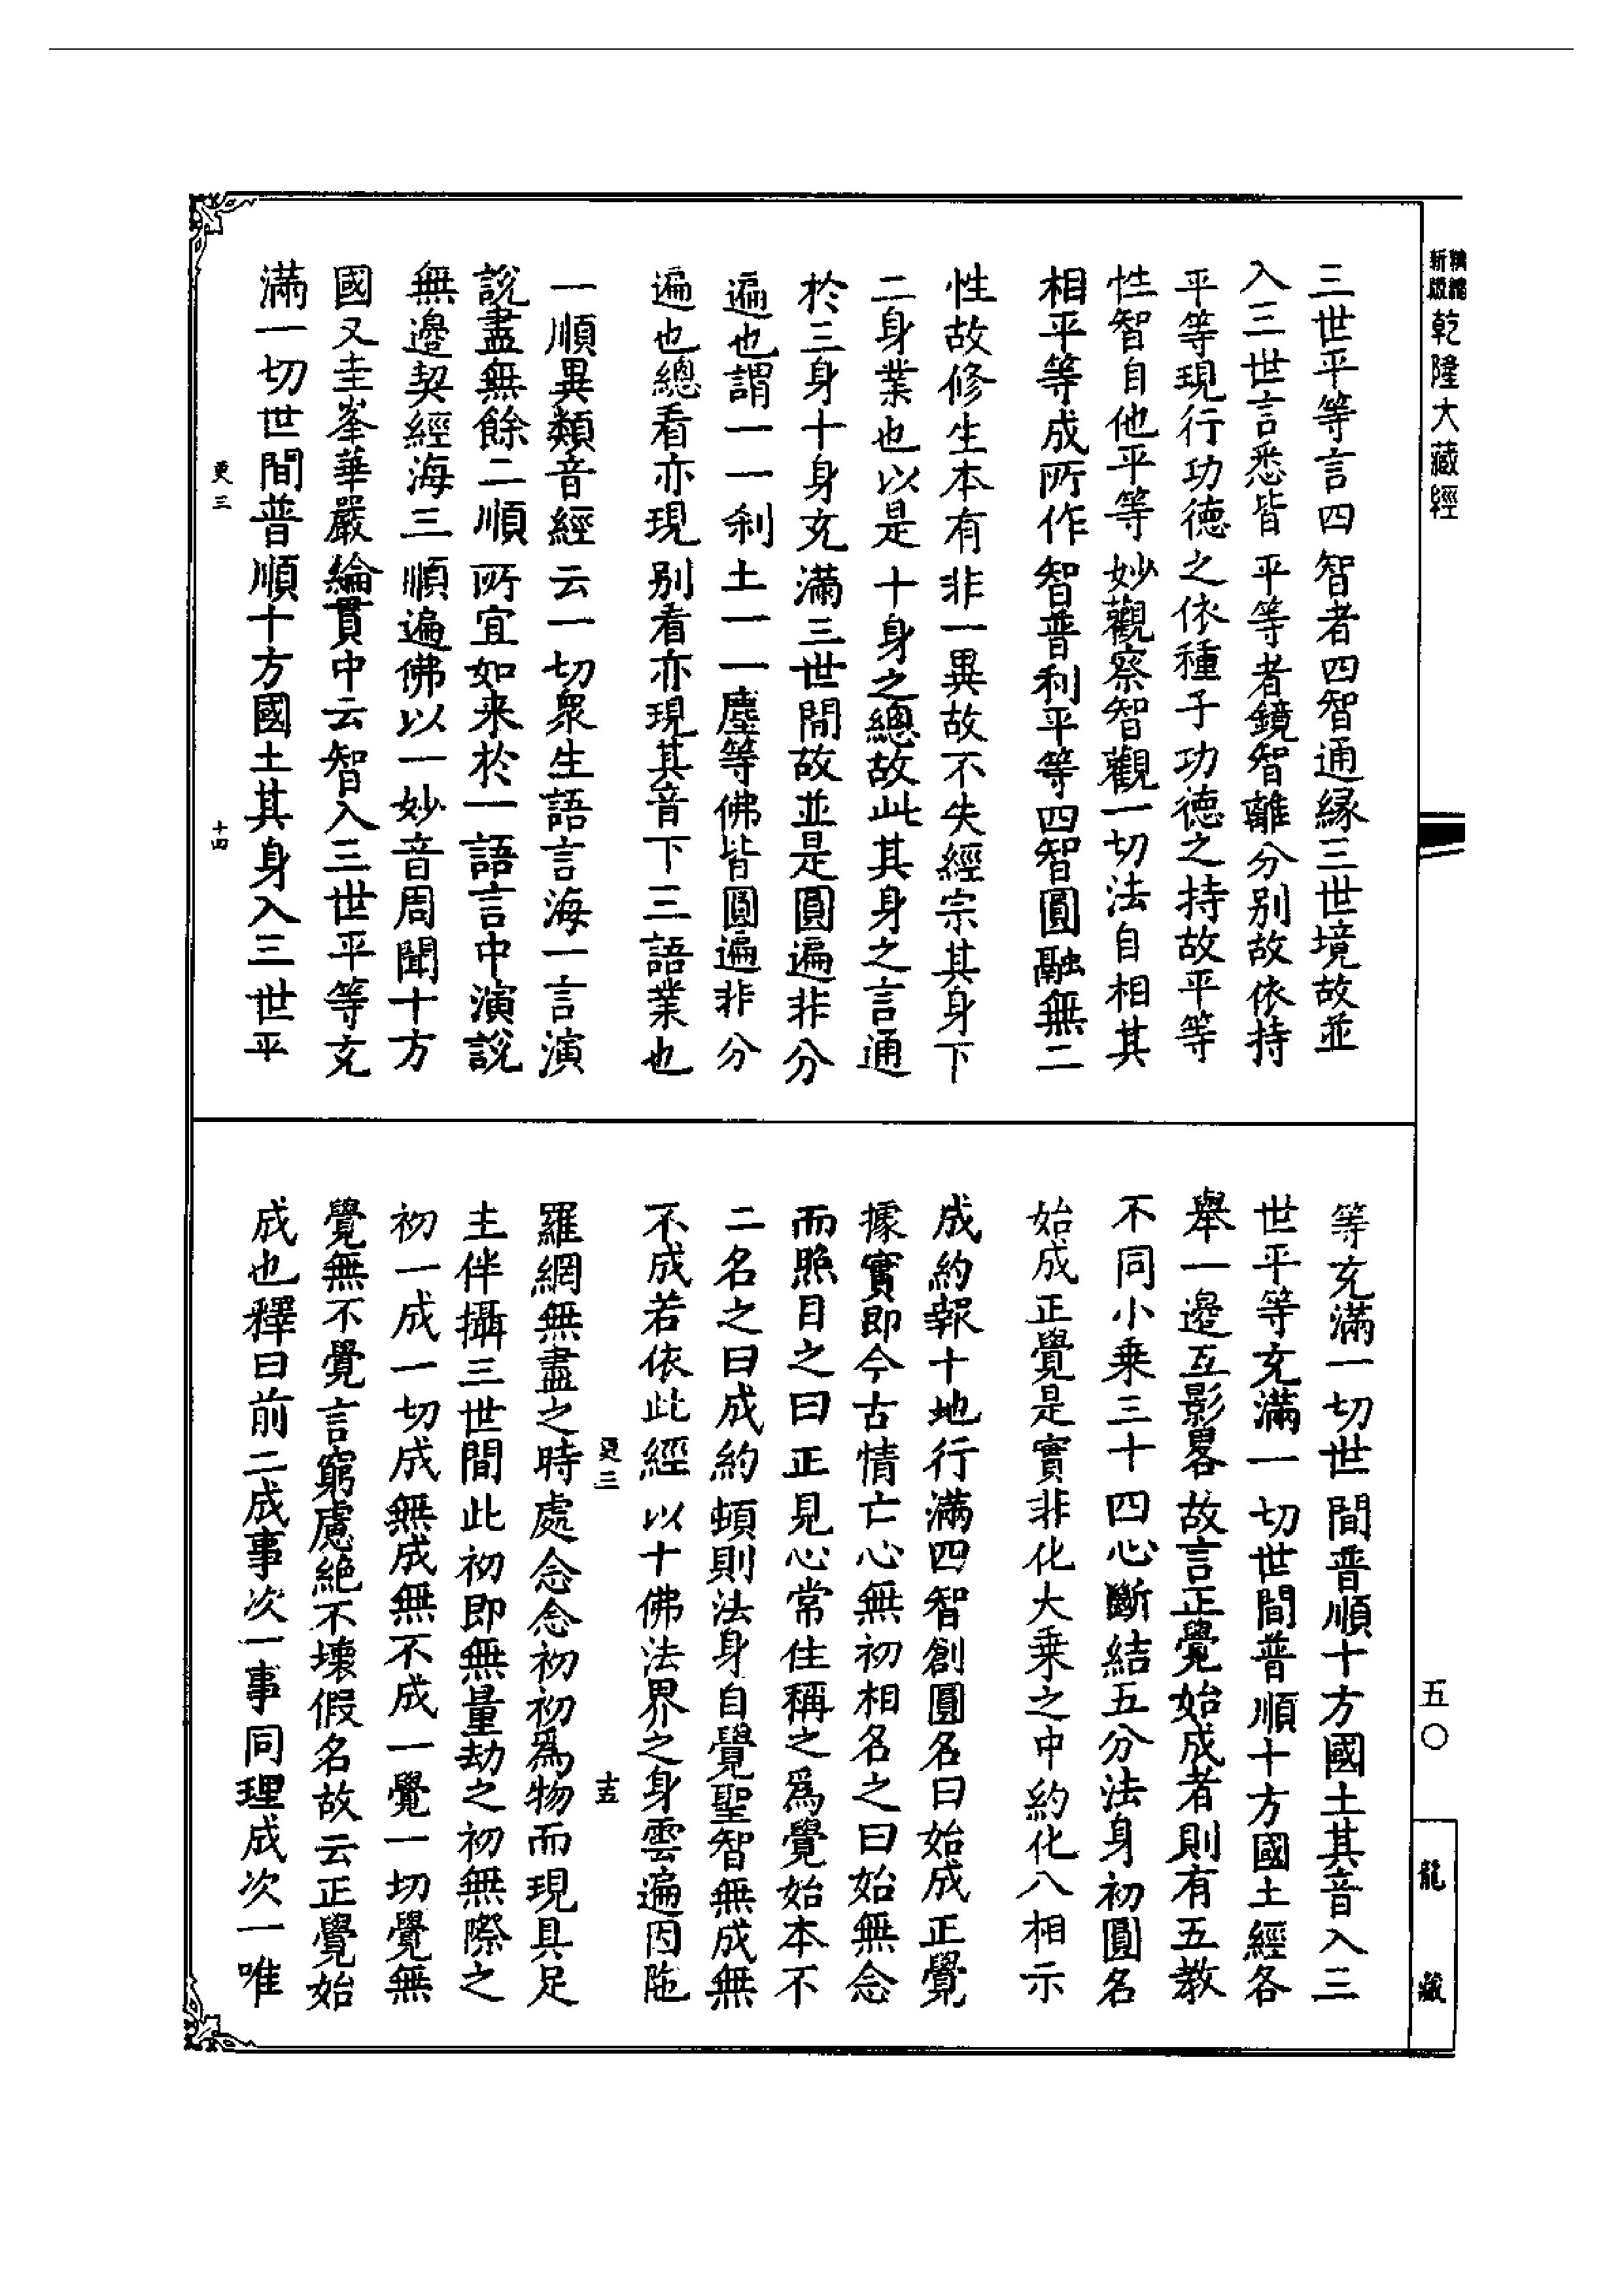 精縮
新版
乾隆大藏經
三世平等言四智者四智通緣三世境故並
入三世言悉皆平等者鏡智離分別故依持
平等現行功德之依種子功德之持故平等
性智自他平等妙觀察智觀一切法自相其
相平等成所作智普利平等四智圓融無二
性故修生本有非一異故不失經宗其身下
二身業也以是十身之總故此其身之言通
於三身十身充滿三世間故並是圓遍非分
遍也謂一一剎土一一塵等佛皆圓遍非分
遍也總看亦現別看亦現其音下三語業也
一順異類音經云一切衆生語言海一言演
說盡無餘二順所宜如來於一語言中演說
無邊契經海三順遍佛以一妙音周聞十方
國又圭峯華嚴綸貫中云智入三世平等充
滿一切世間普順十方國土其身入三世平
更三
十四
等充滿一切世間普順十方國土其音入三
世平等充滿一切世間普順十方國土經各
舉一邊互影畧故言正覺始成者則有五教
不同小乗三十四心斷結五分法身初圓名
始成正覺是實非化大乗之中約化八相示
成約報十地行滿四智創圓名曰始成正覺
據實即今古情亡心無初相名之曰始無念
而照目之曰正見心常住稱之爲覺始本不
二名之曰成約頓則法身自覺聖智無成無
不成若依此經以十佛法界之身雲遍因陁
更三
十五
羅網無盡之時處念念初初爲物而現具足
主伴攝三世間此初即無量劫之初無際之
初一成一切成無成無不成一覺一切覺無
覺無不覺言窮慮絶不壞假名故云正覺始
成也釋曰前二成事次一事同理成次一唯
五〇
龍藏